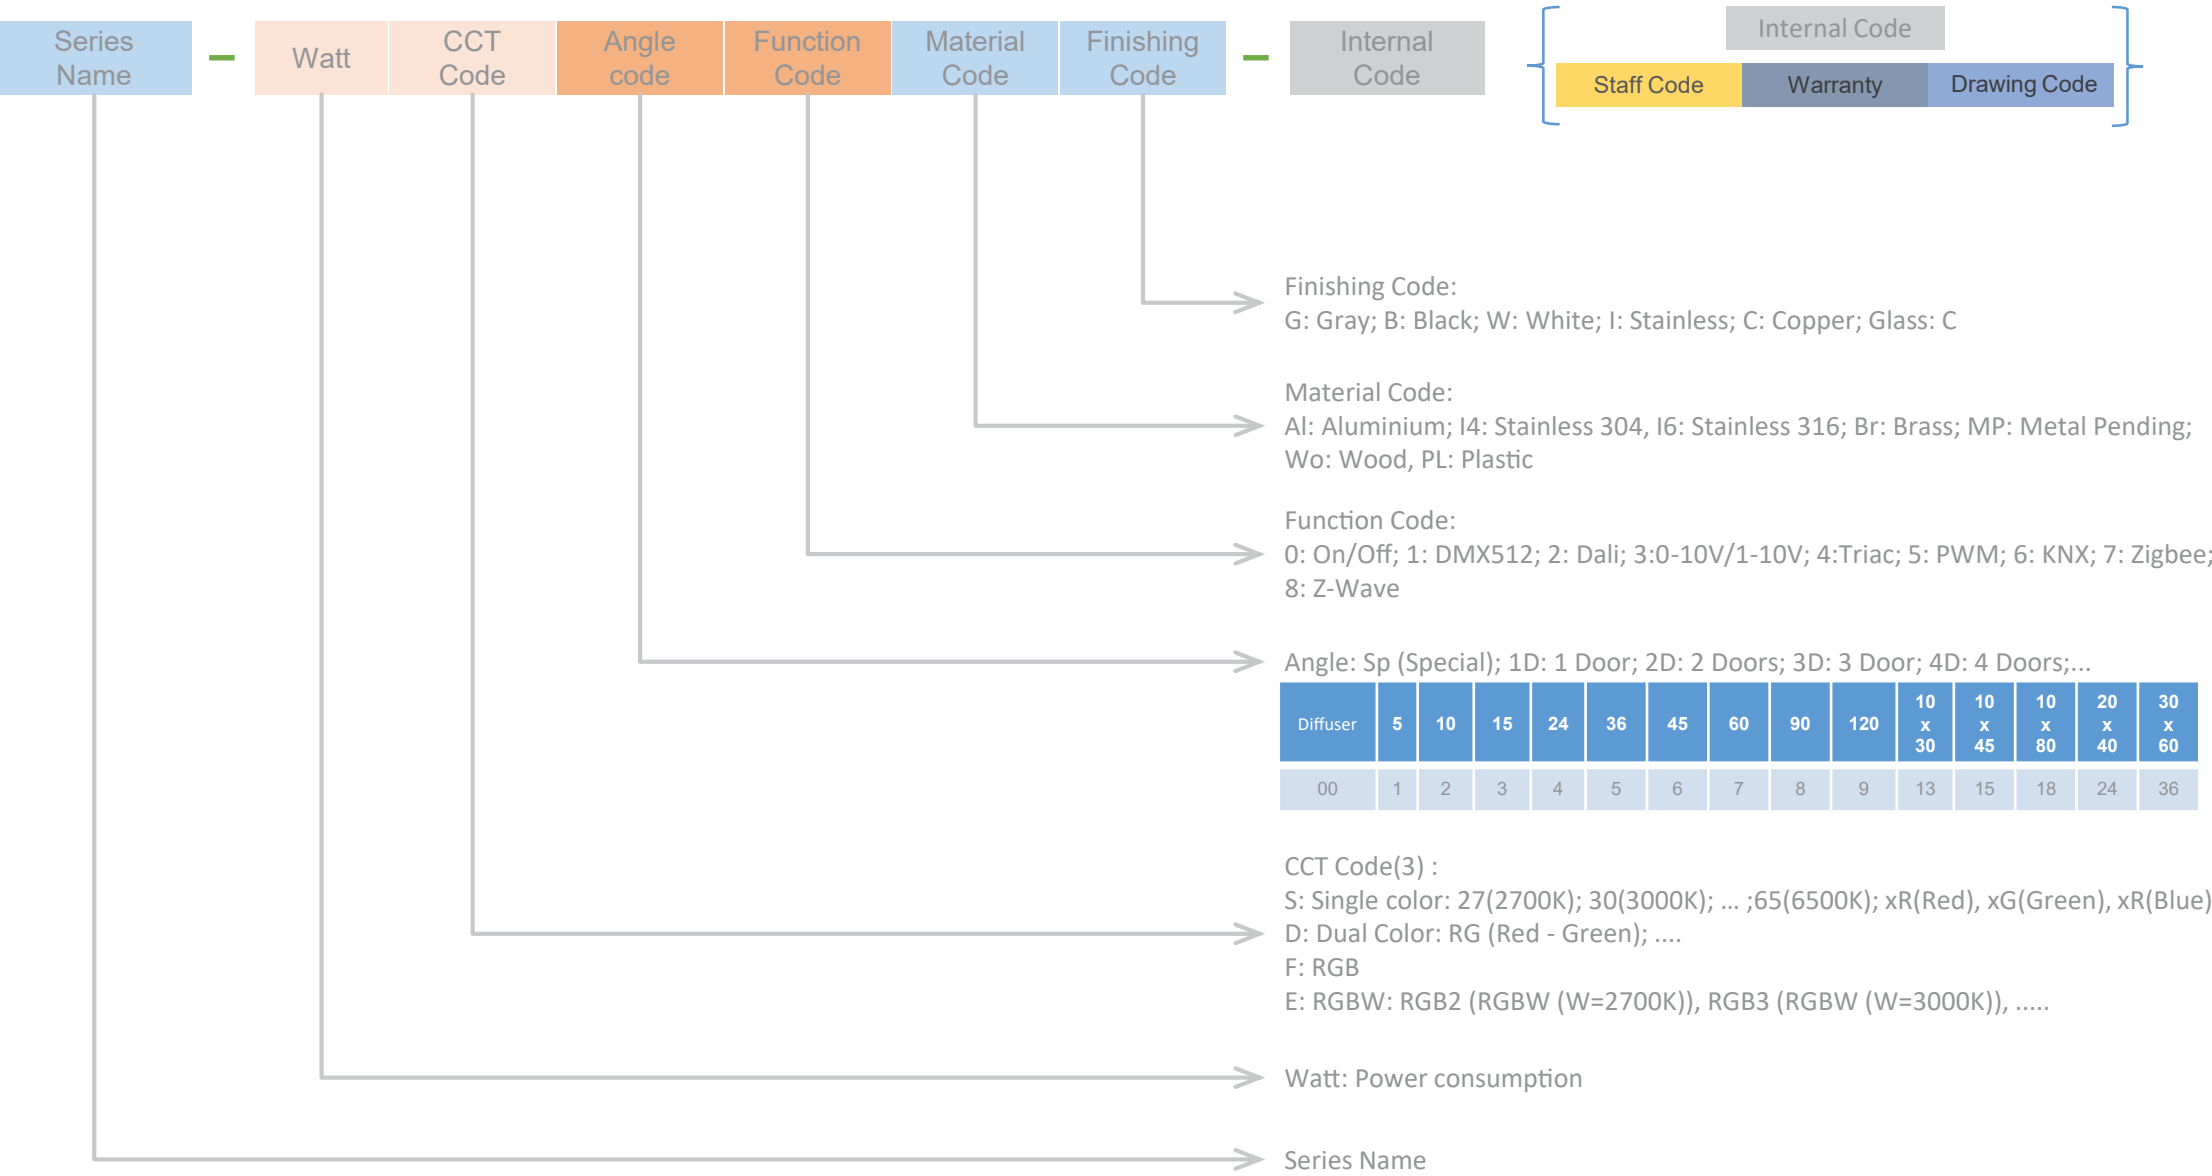 Series Name
–
Watt
CCT Code
Angle code
Function Code
Material Code
Finishing Code
–
Internal Code
Internal Code
Staff Code
Warranty
Drawing Code
Finishing Code:
G: Gray; B: Black; W: White; I: Stainless; C: Copper; Glass: C
Material Code:
Al: Aluminium; I4: Stainless 304, I6: Stainless 316; Br: Brass; MP: Metal Pending;
Wo: Wood, PL: Plastic
Function Code:
0: On/Off; 1: DMX512; 2: Dali; 3:0-10V/1-10V; 4:Triac; 5: PWM; 6: KNX; 7: Zigbee;
8: Z-Wave
Angle: Sp (Special); 1D: 1 Door; 2D: 2 Doors; 3D: 3 Door; 4D: 4 Doors;...
Diffuser 5 10 15 24 36 45 60 90 120 10 x 30 10 x 45 10 x 80 20 x 40 30 x 60
00 1 2 3 4 5 6 7 8 9 13 15 18 24 36
CCT Code(3) :
S: Single color: 27(2700K); 30(3000K); ... ;65(6500K); xR(Red), xG(Green), xR(Blue)
D: Dual Color: RG (Red - Green); ....
F: RGB
E: RGBW: RGB2 (RGBW (W=2700K)), RGB3 (RGBW (W=3000K)), .....
Watt: Power consumption
Series Name